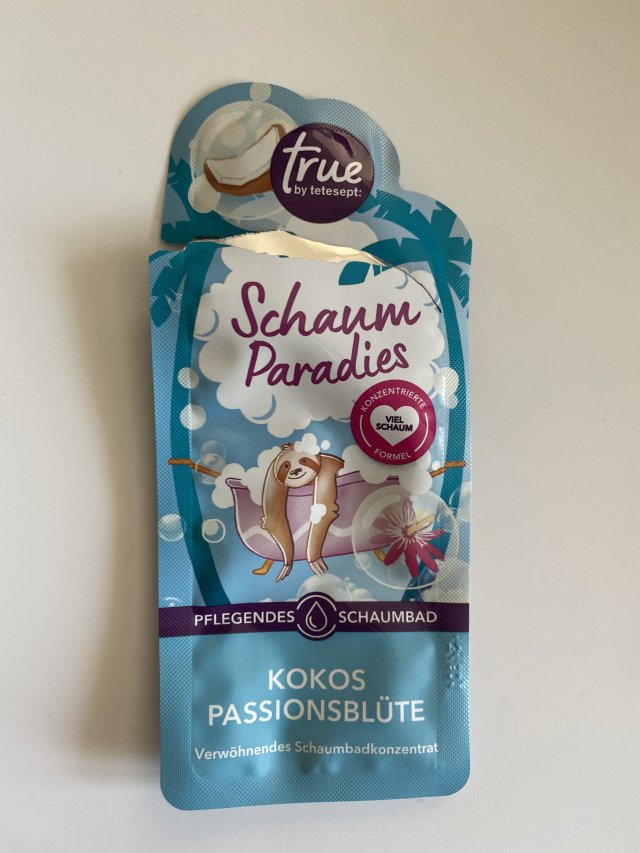 true
by tetesept:
Schaum
Paradies
KONZENTRIERTE
VIEL
SCHAUM
FORMEL
PFLEGENDES SCHAUMBAD
KOKOS
PASSIONSBLÜTE
Verwöhnendes Schaumbadkonzentrat